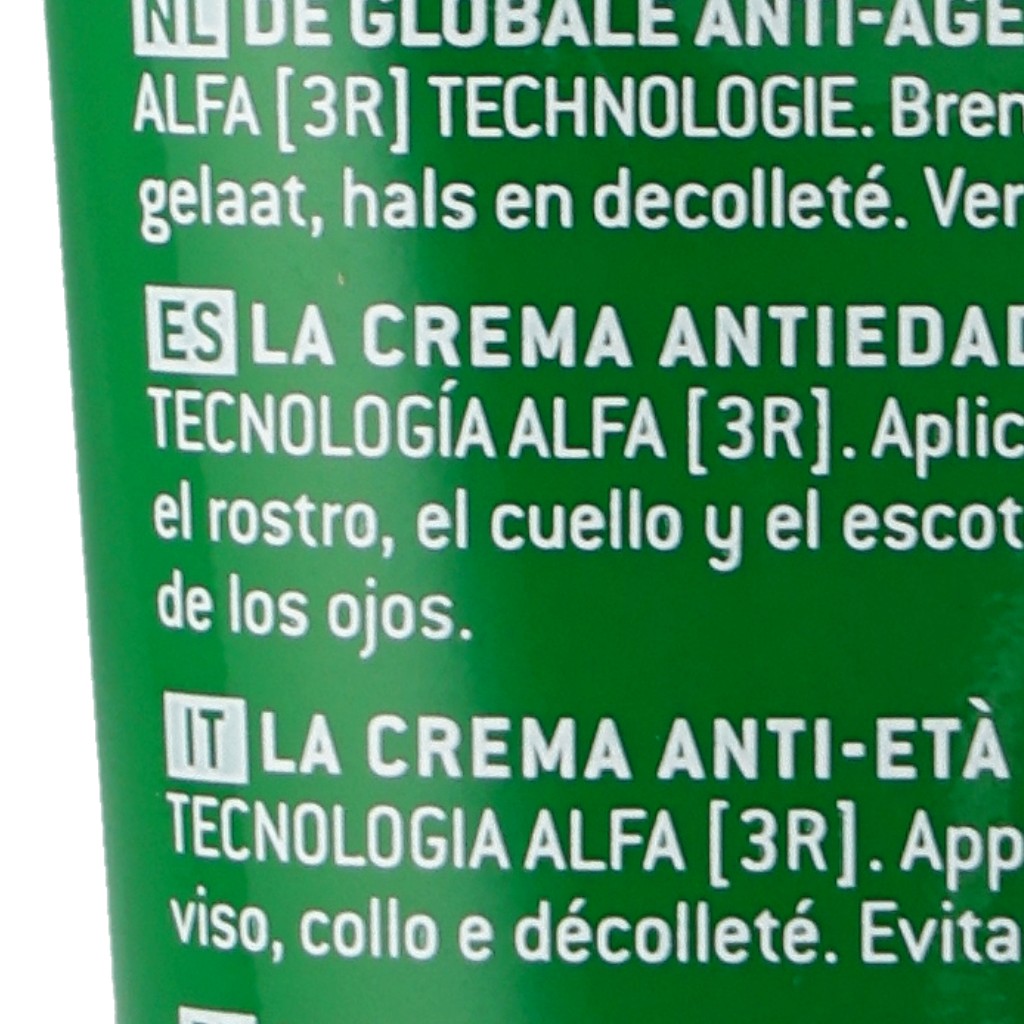 NL DE GLOBALE ANTI-AGE
ALFA [3R] TECHNOLOGIE. Bren
gelaat, hals en decolleté. Ver
ES LA CREMA ANTIEDAD
TECNOLOGÍA ALFA [3R]. Aplic
el rostro, el cuello y el escot
de los ojos.
IT LA CREMA ANTI-ETÀ
TECNOLOGIA ALFA [3R]. App
viso, collo e décolleté. Evita